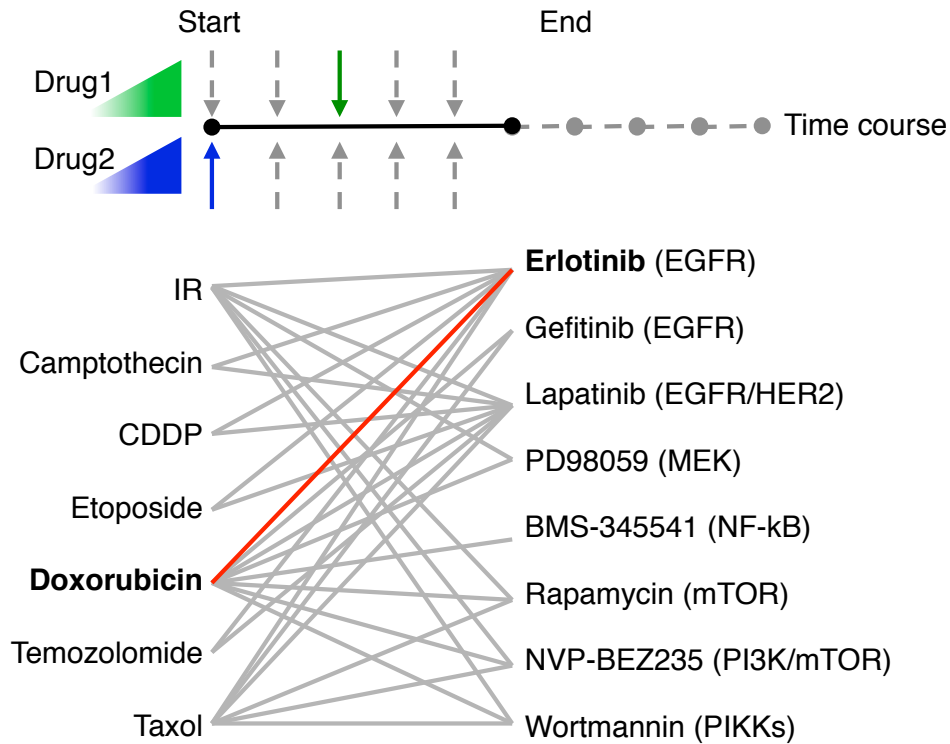 Start
End
Drug1
Time course
Drug2
IR
Camptothecin
CDDP
Etoposide
Doxorubicin
Temozolomide
Taxol
Erlotinib (EGFR)
Gefitinib (EGFR)
Lapatinib (EGFR/HER2)
PD98059 (MEK)
BMS-345541 (NF-kB)
Rapamycin (mTOR)
NVP-BEZ235 (PI3K/mTOR)
Wortmannin (PIKKs)